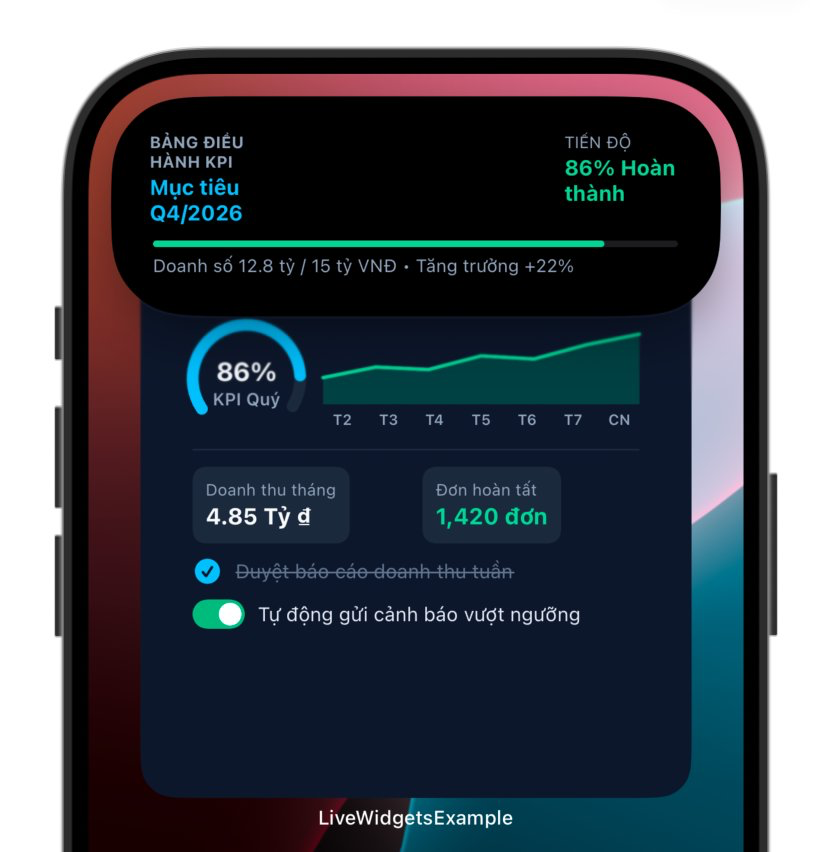 BẢNG ĐIỀU
HÀNH KPI
Mục tiêu
Q4/2026
TIẾN ĐỘ
86% Hoàn
thành
Doanh số 12.8 tỷ / 15 tỷ VNĐ • Tăng trưởng +22%
86%
KPI Quý
T2 T3 T4 T5 T6 T7 CN
Doanh thu tháng
4.85 Tỷ ₫
Đơn hoàn tất
1,420 đơn
Duyệt báo cáo doanh thu tuần
Tự động gửi cảnh báo vượt ngưỡng
LiveWidgetsExample